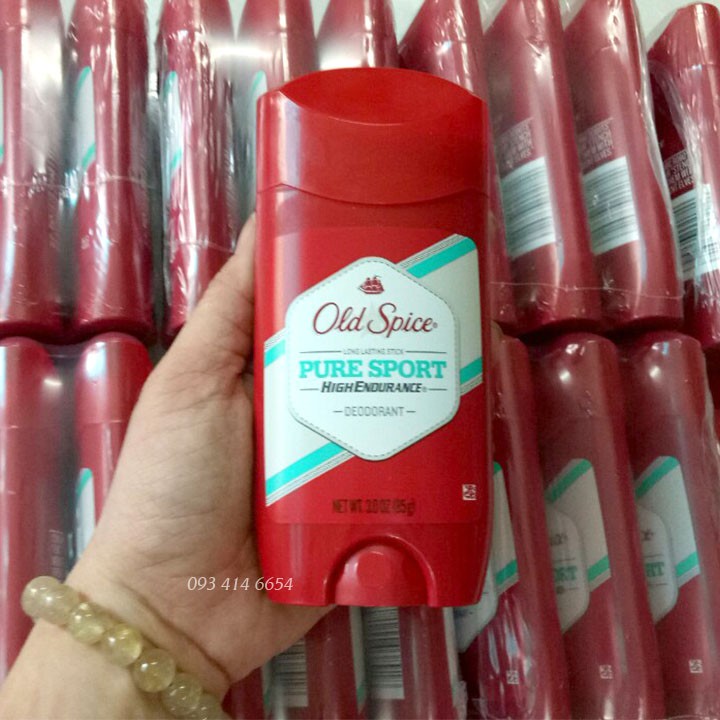 Old Spice®
LONG LASTING STICK
PURE SPORT
HIGH ENDURANCE®
DEODORANT
NET WT. 3.0 OZ (85g)
093 414 6654